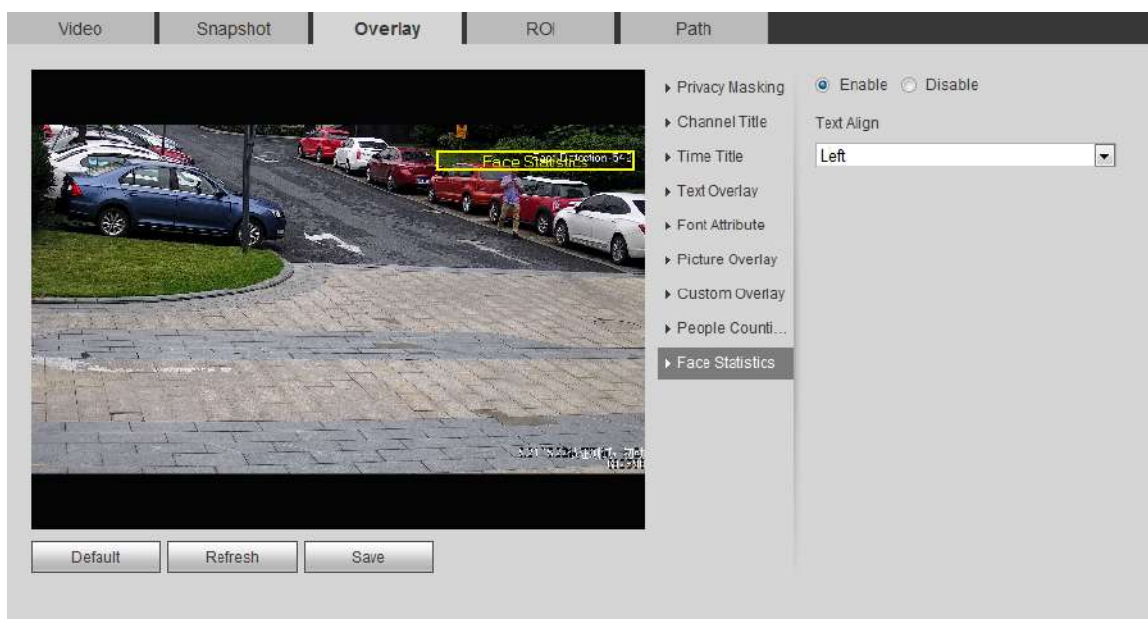 Video
Snapshot
Overlay
ROI
Path
Privacy Masking
Channel Title
Time Title
Text Overlay
Font Attribute
Picture Overlay
Custom Overlay
People Counti...
Face Statistics
Enable
Disable
Text Align
Left
Face Statistics
Default
Refresh
Save